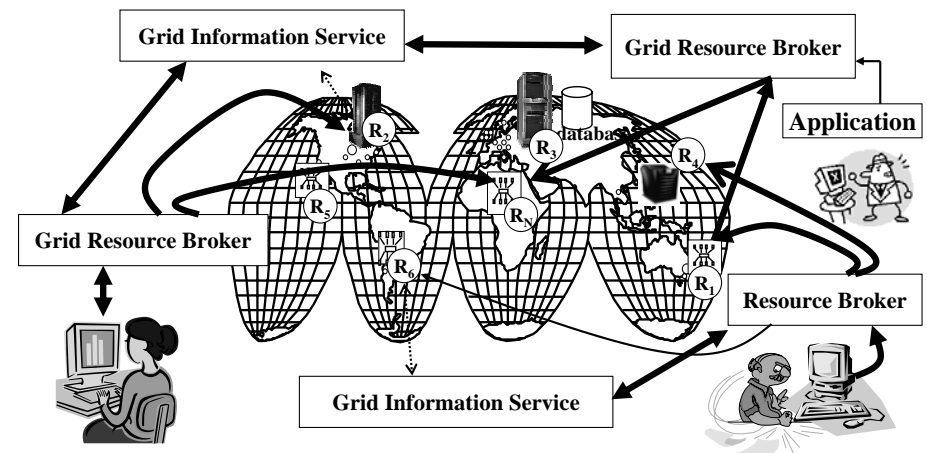 Grid Information Service
Grid Resource Broker
Application
database
R2
R3
R4
R5
RN
R6
R1
Grid Resource Broker
Resource Broker
Grid Information Service